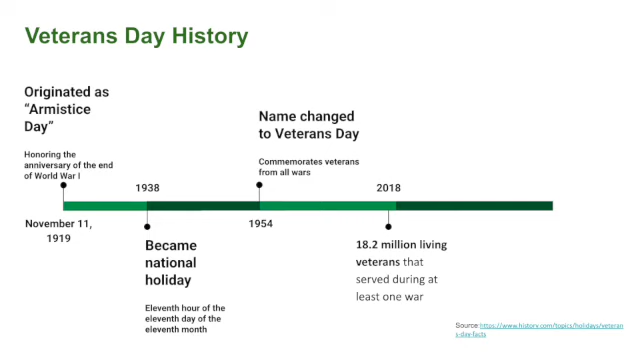 Veterans Day History
Originated as
“Armistice
Day”
Honoring the
anniversary of the end
of World War I
November 11,
1919
1938
Became
national
holiday
Eleventh hour of the
eleventh day of the
eleventh month
Name changed
to Veterans Day
Commemorates veterans
from all wars
1954
2018
18.2 million living
veterans that
served during at
least one war
Source:https://www.history.com/topics/holidays/veteran
s-day-facts